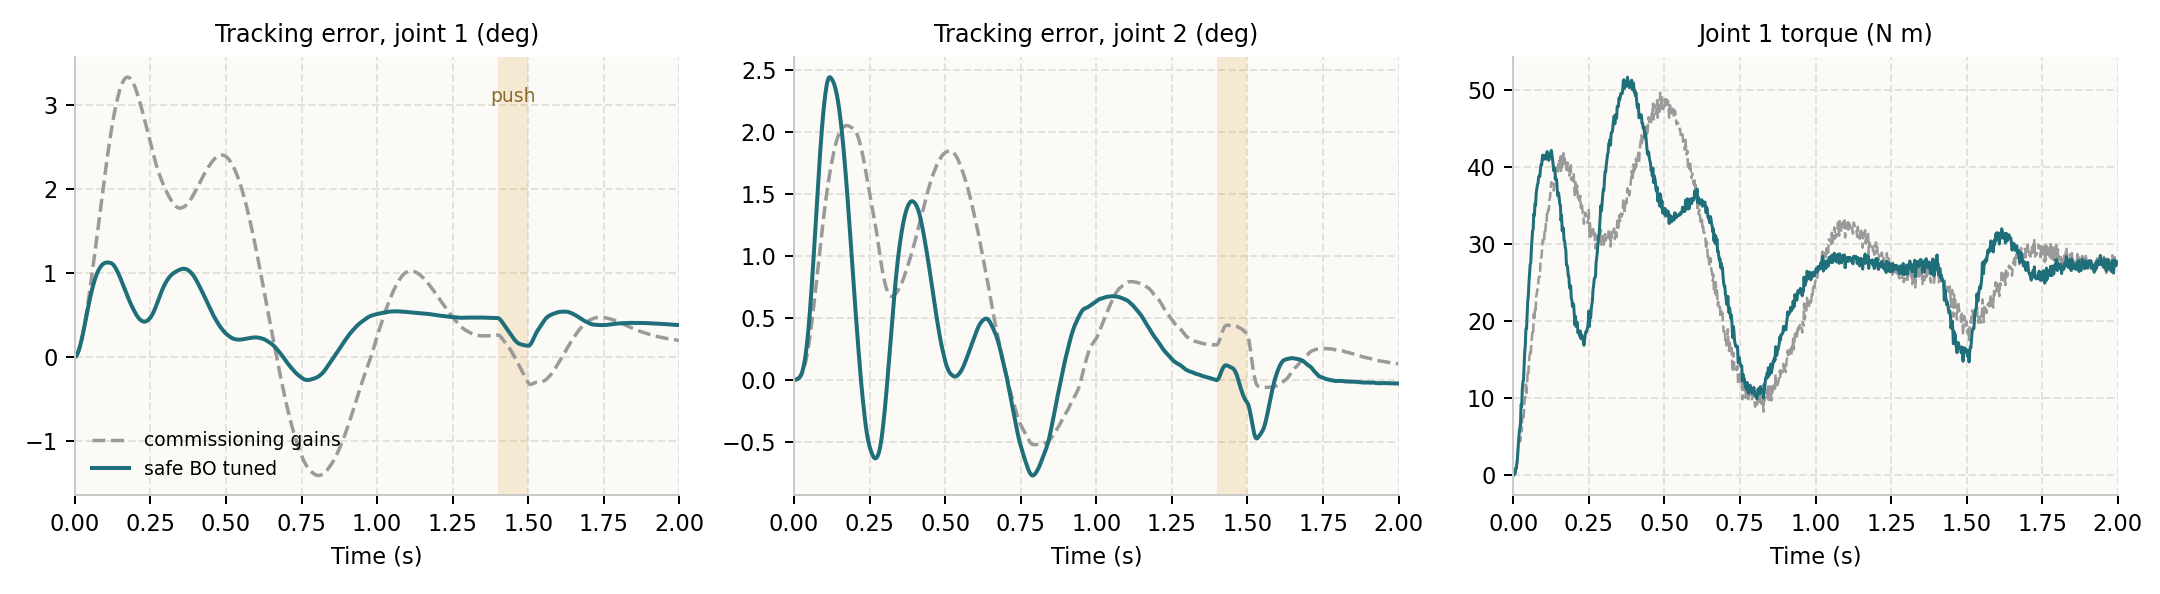 Tracking error, joint 1 (deg)
3
2
1
0
−1
push
commissioning gains
safe BO tuned
0.00 0.25 0.50 0.75 1.00 1.25 1.50 1.75 2.00
Time (s)
Tracking error, joint 2 (deg)
2.5
2.0
1.5
1.0
0.5
0.0
−0.5
0.00 0.25 0.50 0.75 1.00 1.25 1.50 1.75 2.00
Time (s)
Joint 1 torque (N m)
50
40
30
20
10
0
0.00 0.25 0.50 0.75 1.00 1.25 1.50 1.75 2.00
Time (s)